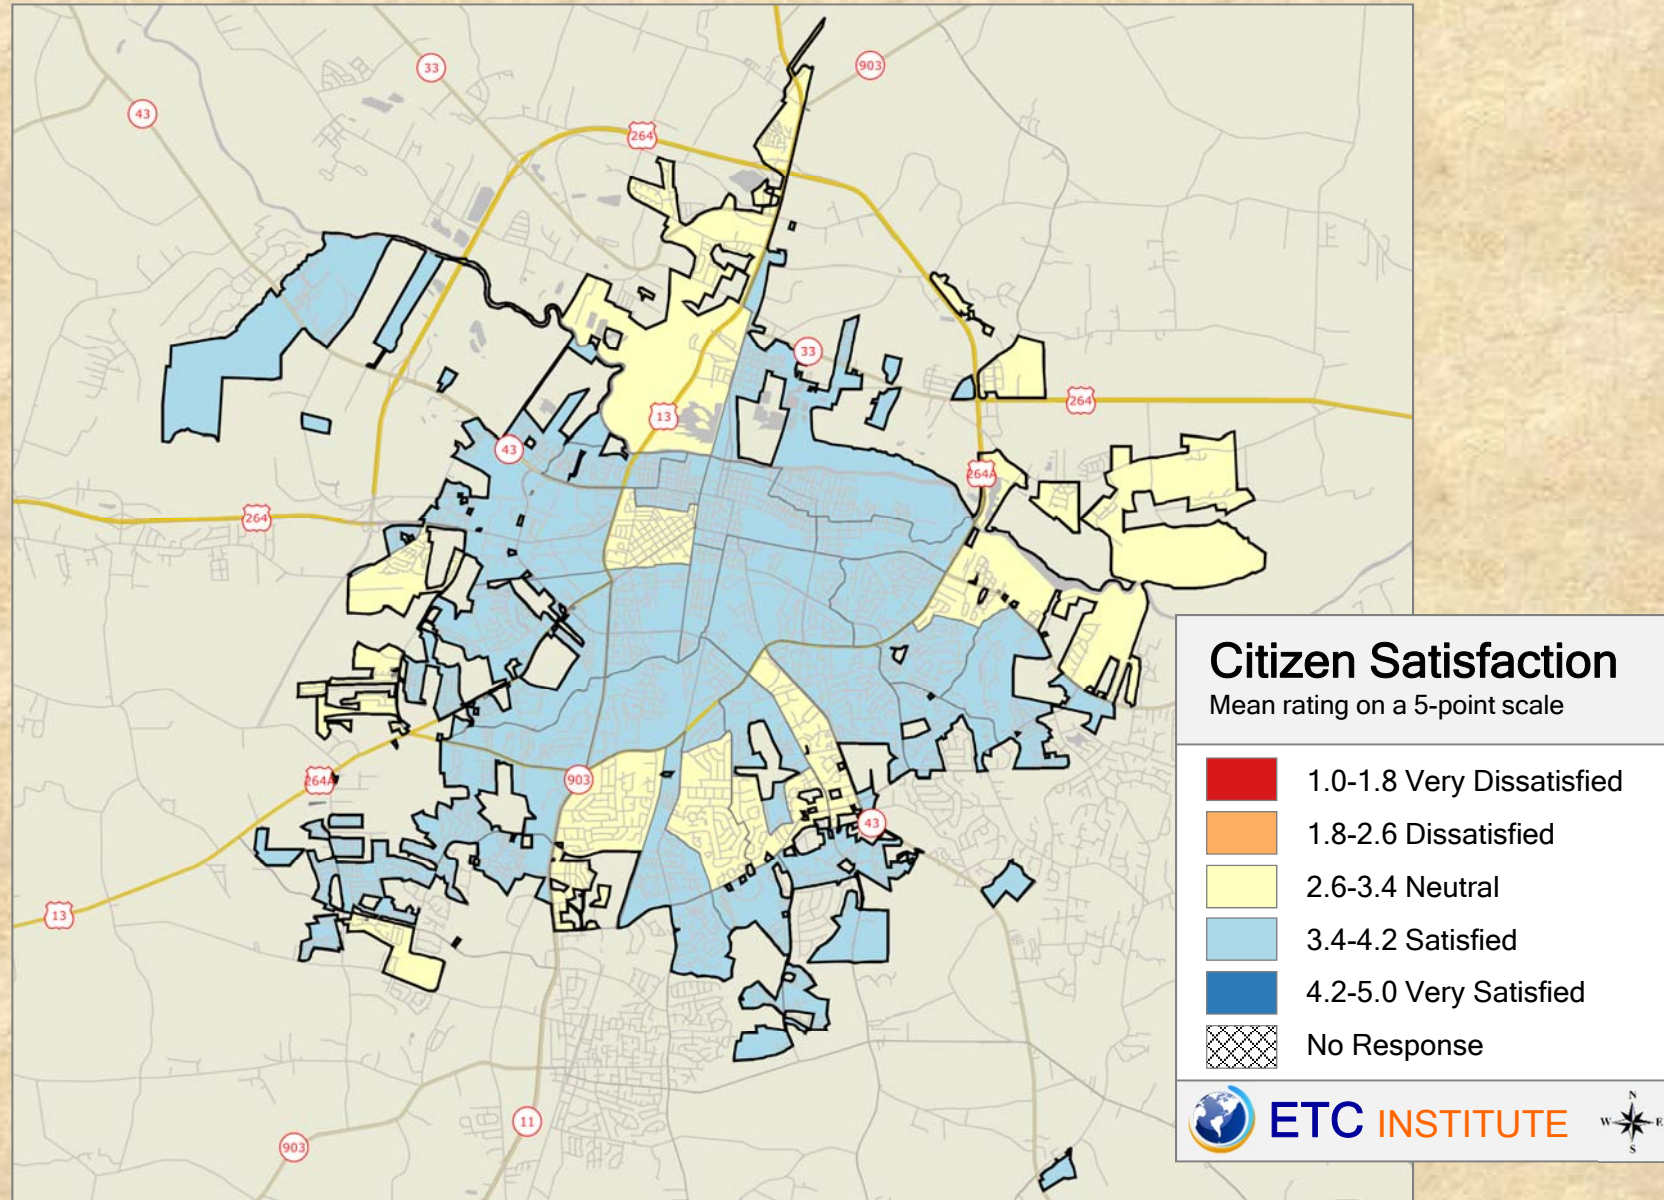 903
33
43
264
33
264
13
43
264A
264
903
264A
43
13
11
903
Citizen Satisfaction
Mean rating on a 5-point scale
1.0-1.8 Very Dissatisfied
1.8-2.6 Dissatisfied
2.6-3.4 Neutral
3.4-4.2 Satisfied
4.2-5.0 Very Satisfied
No Response
ETC INSTITUTE
N
W E
S